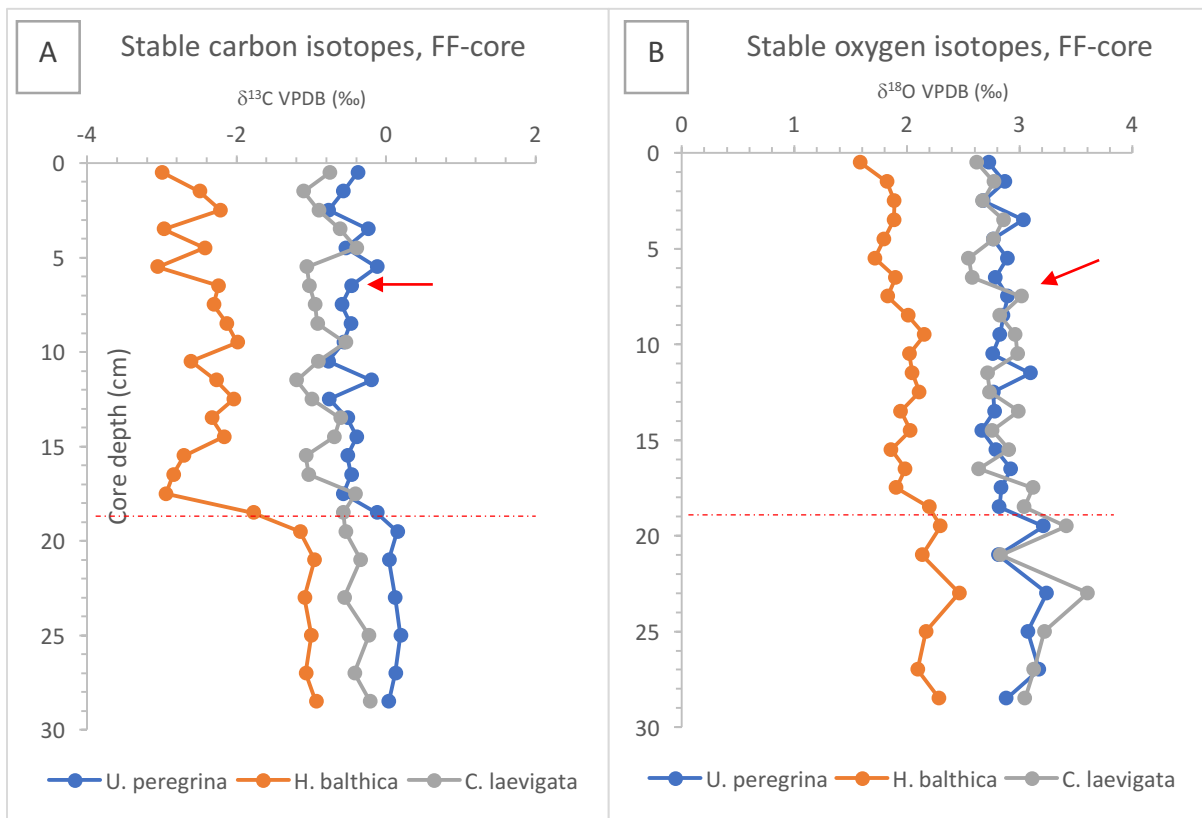 A
Stable carbon isotopes, FF-core
δ13C VPDB (‰)
-4 -2 0 2
0
5
10
15
20
25
30
Core depth (cm)
U. peregrina H. balthica C. laevigata
B
Stable oxygen isotopes, FF-core
δ18O VPDB (‰)
0 1 2 3 4
0
5
10
15
20
25
30
U. peregrina H. balthica C. laevigata